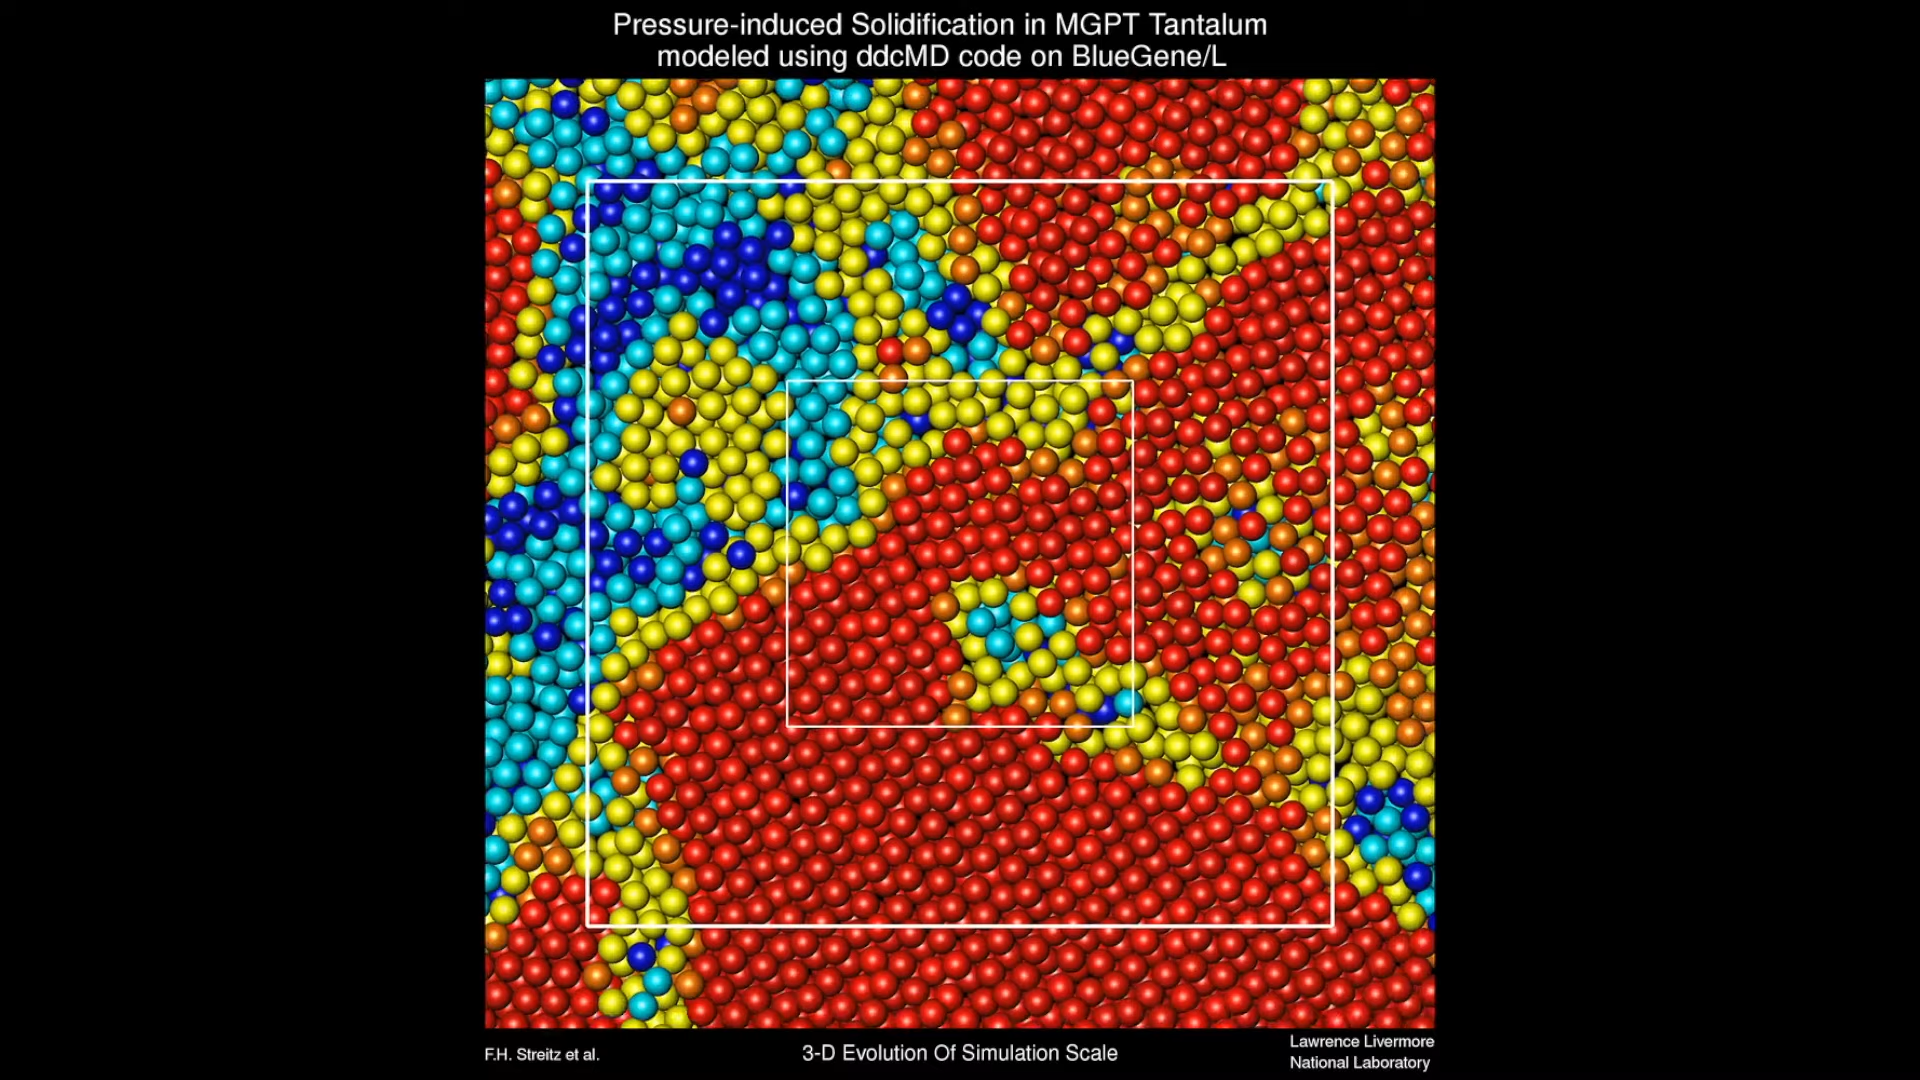 Pressure-induced Solidification in MGPT Tantalum
modeled using ddcMD code on BlueGene/L
F.H. Streitz et al.
3-D Evolution Of Simulation Scale
Lawrence Livermore
National Laboratory